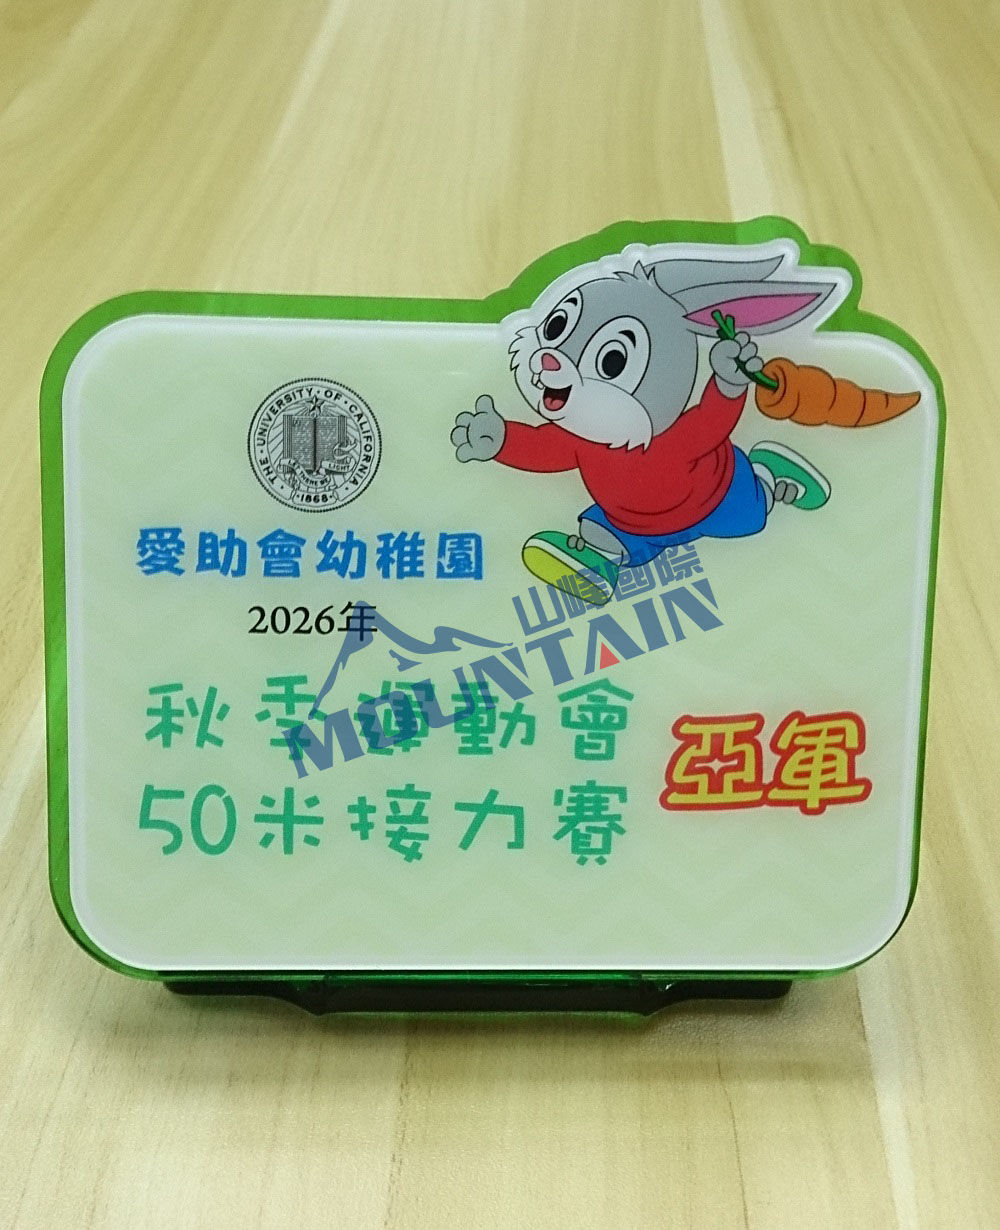 THE · UNIVERSITY · OF · CALIFORNIA
LET THERE BE LIGHT
·1868·
愛助會幼稚園
2026年
山峰國際
MOUNTAIN
秋季運動會
50米接力賽
亞軍